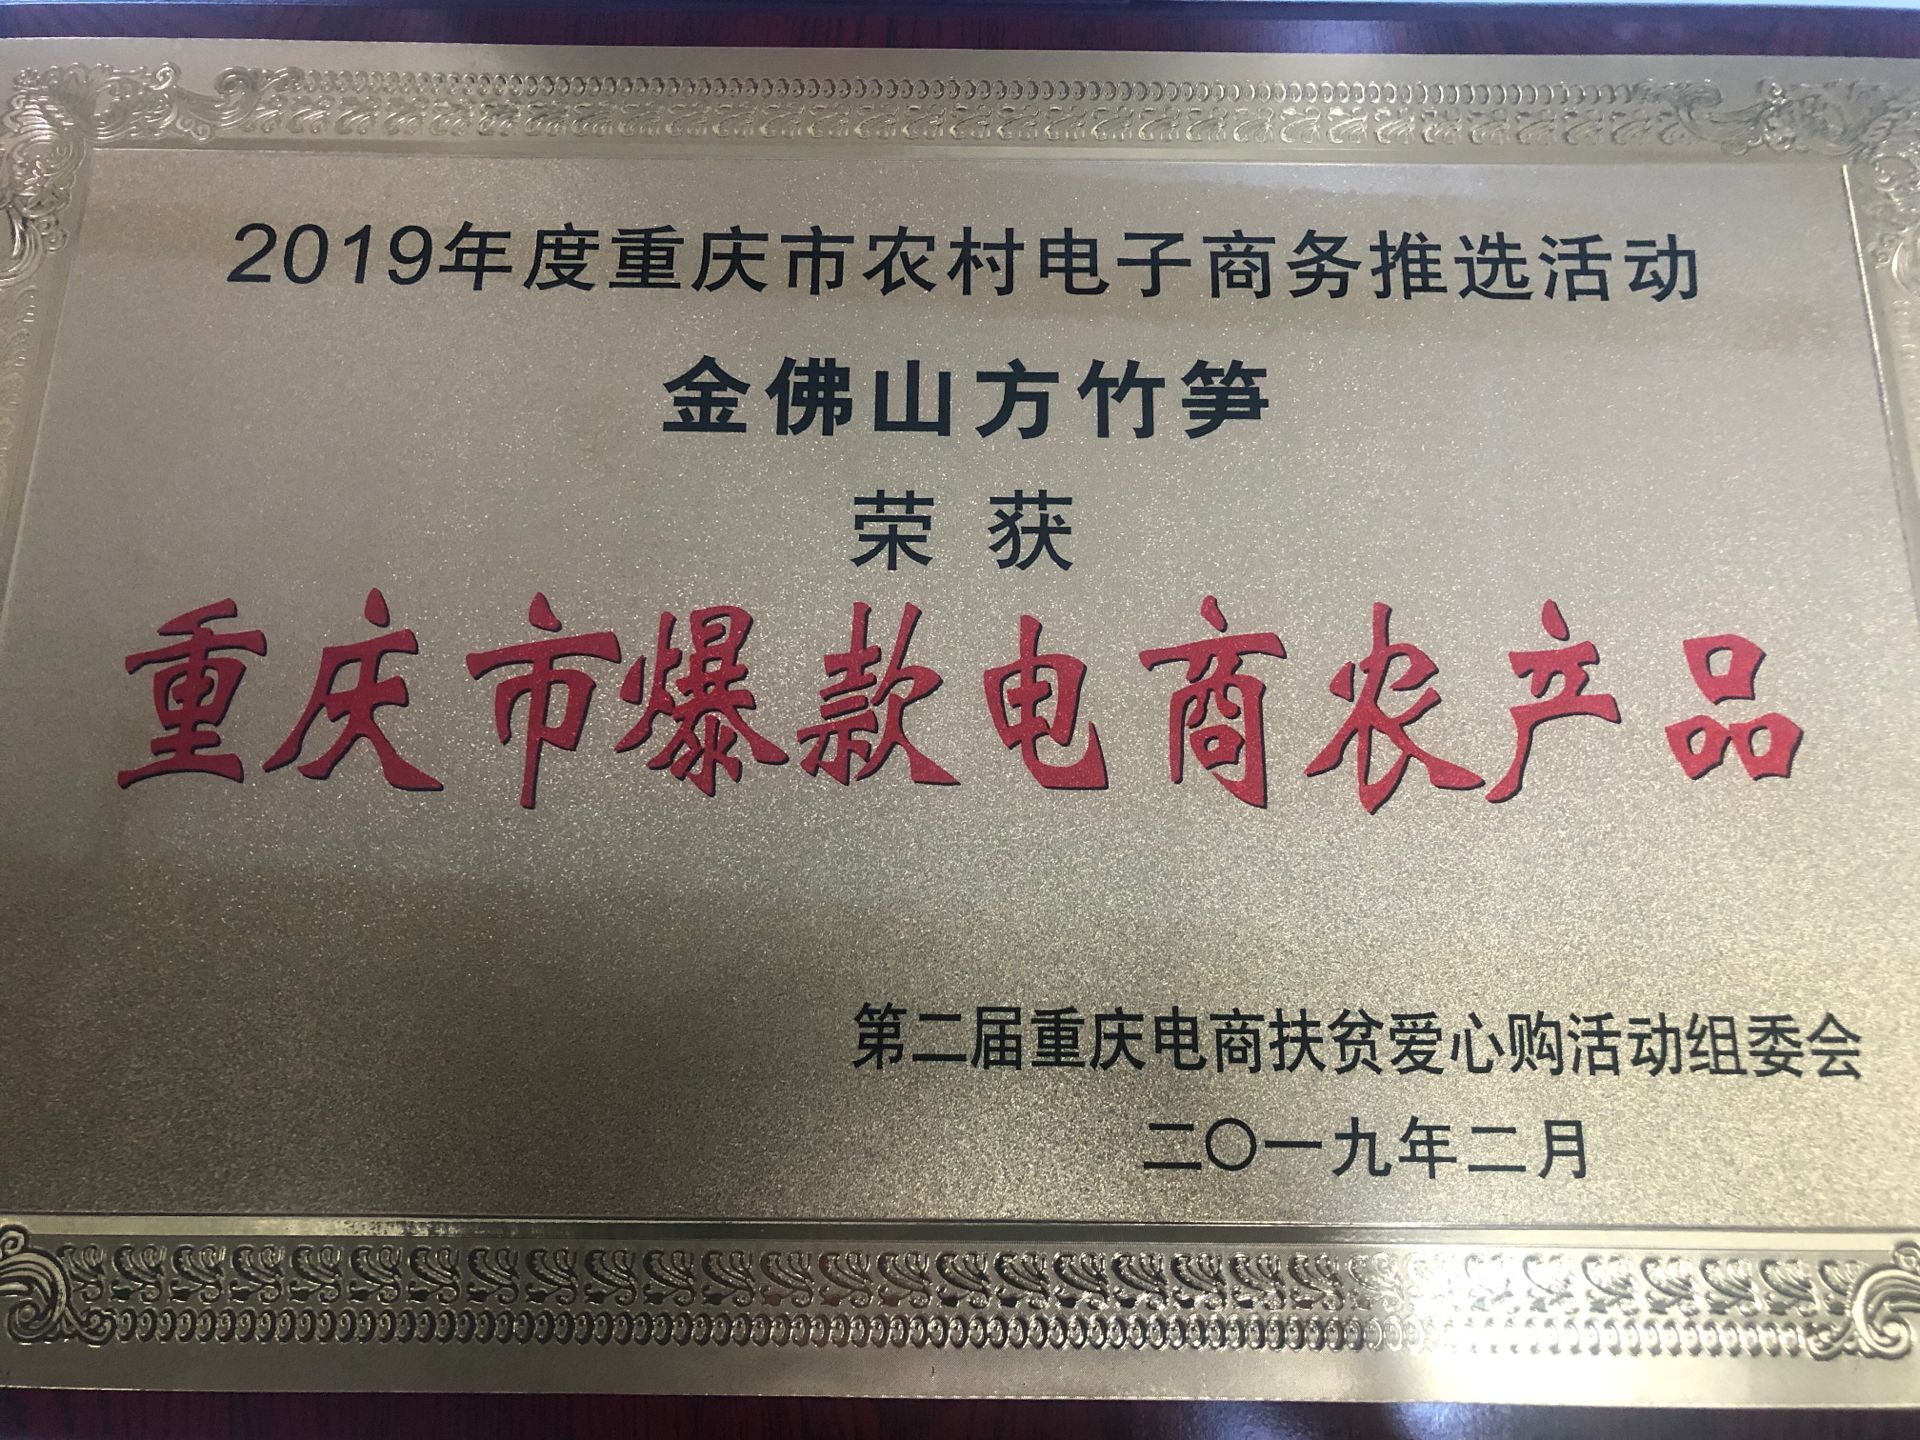 2019年度重庆市农村电子商务推选活动
金佛山方竹笋
荣获
重庆市爆款电商农产品
第二届重庆电商扶贫爱心购活动组委会
二〇一九年二月